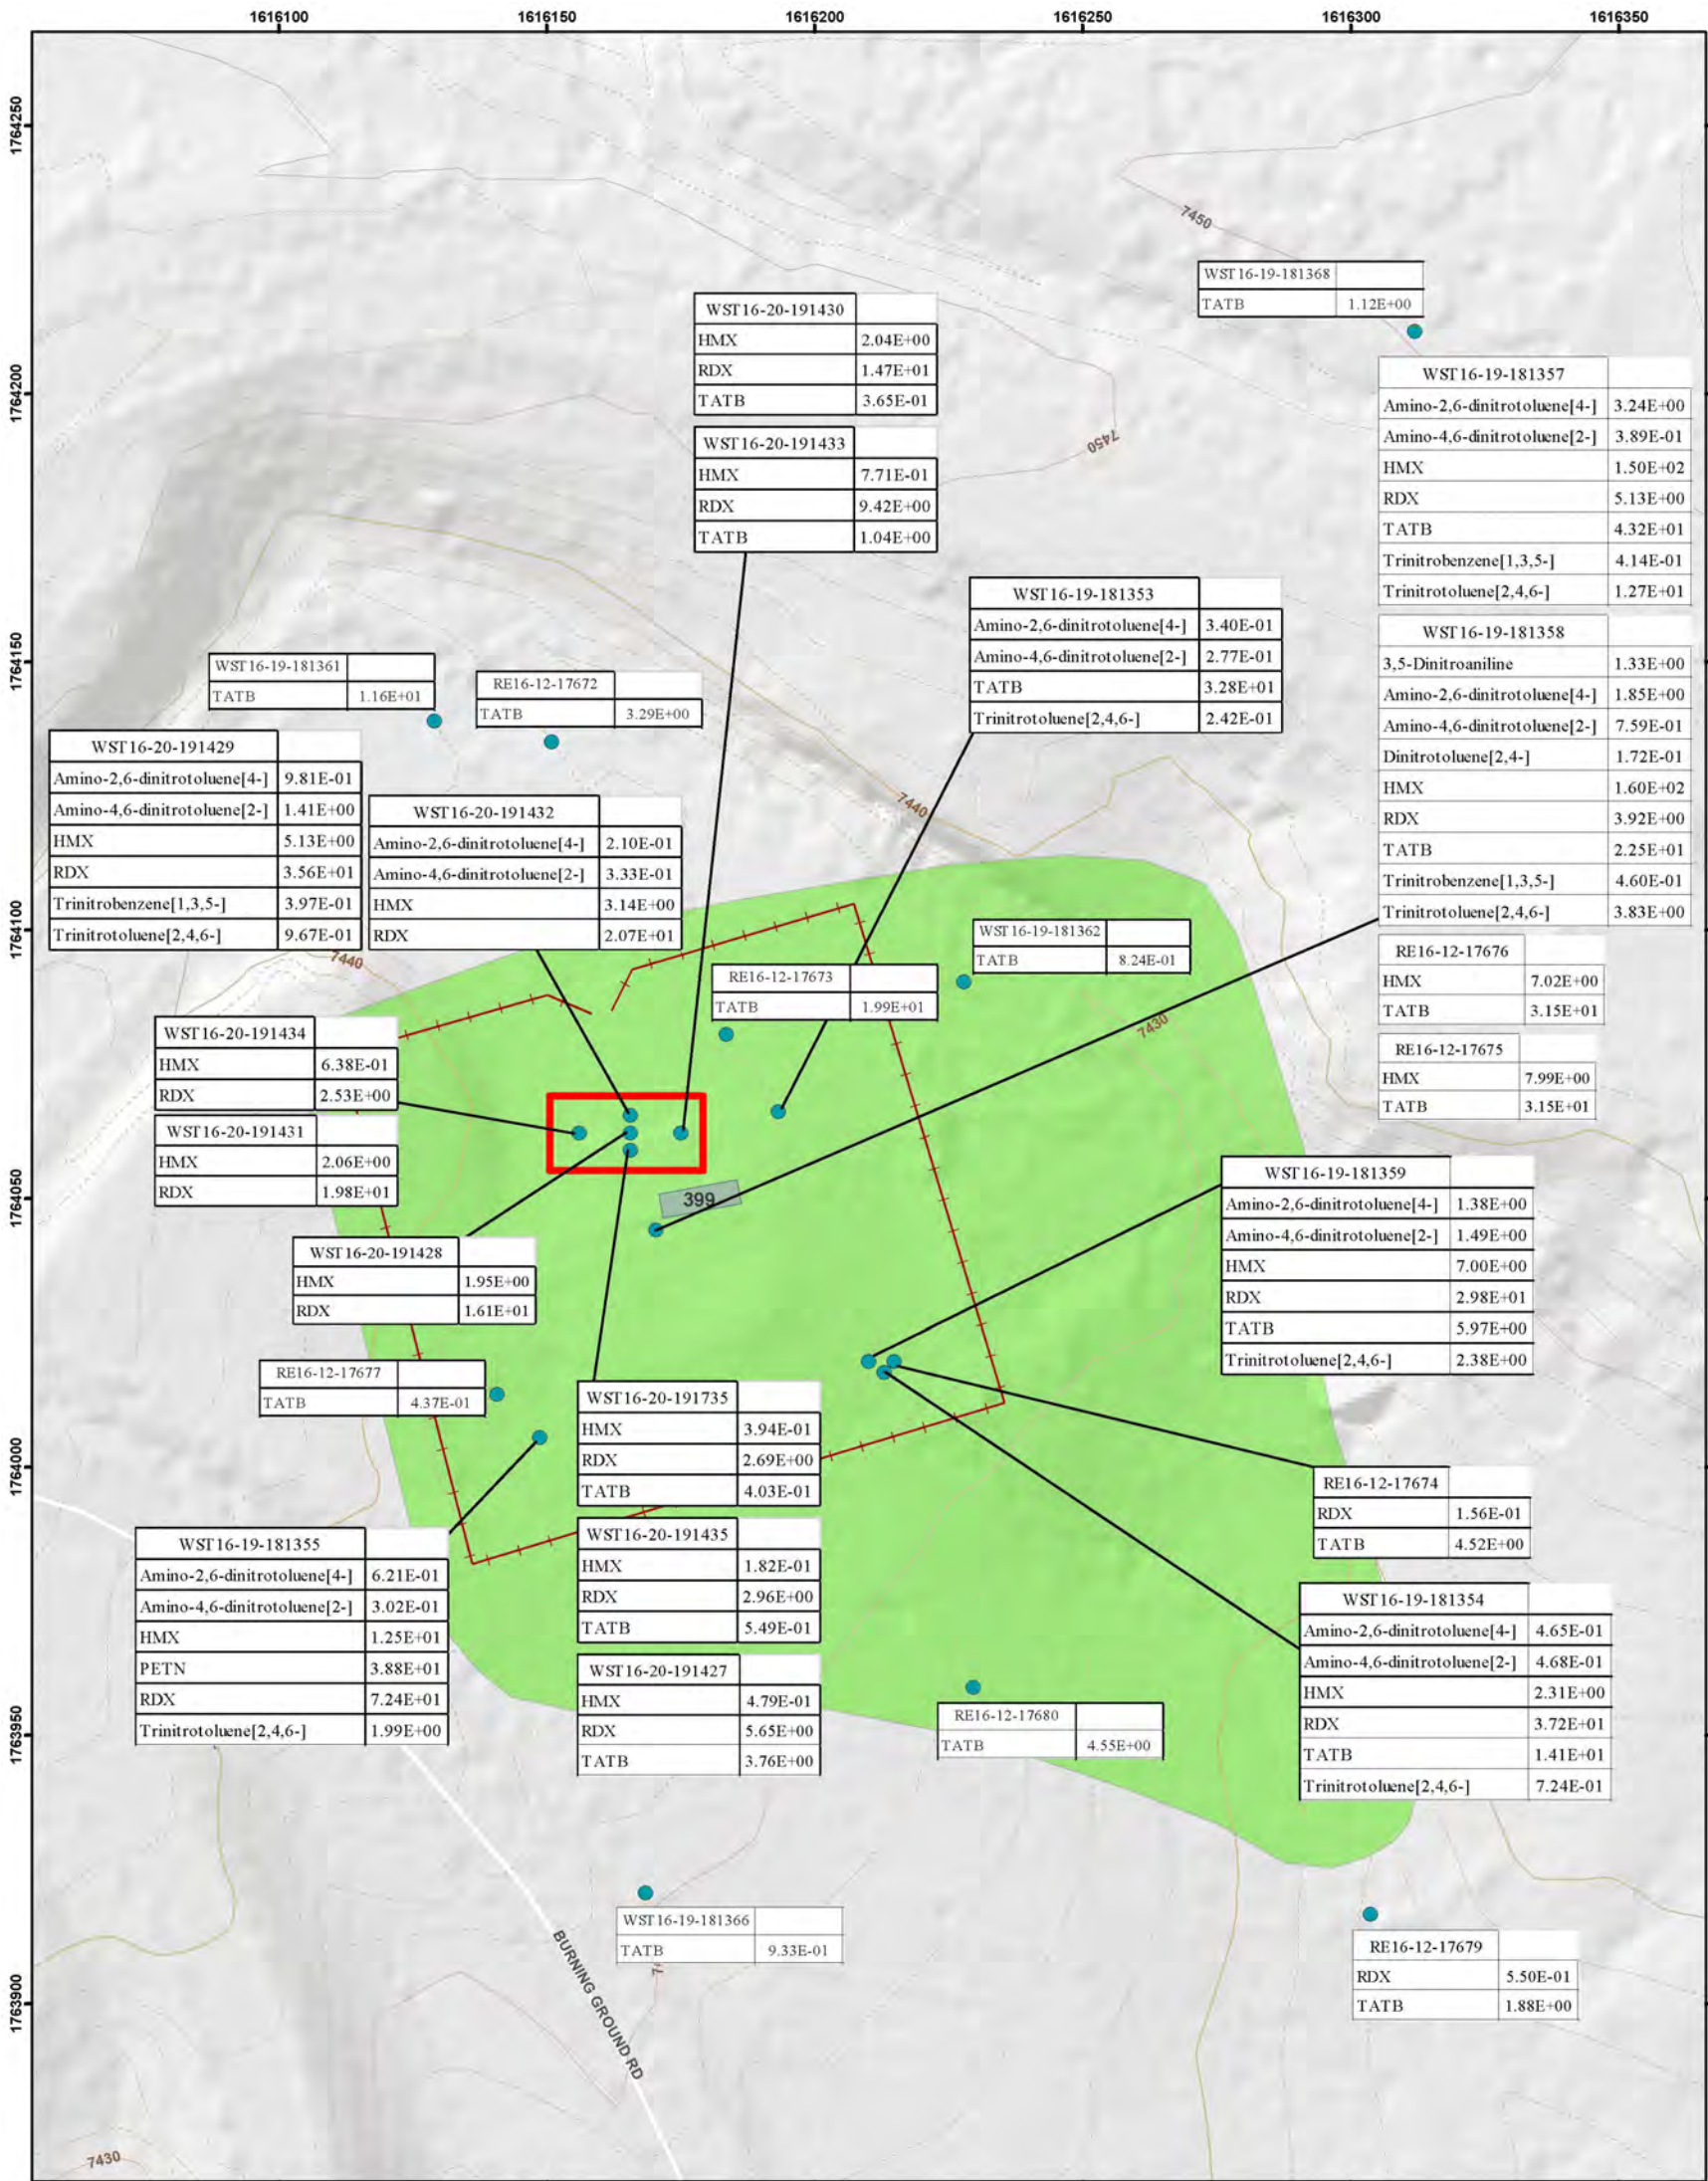 1616100 1616150 1616200 1616250 1616300 1616350
1764250
1764200
1764150
1764100
1764050
1764000
1763950
1763900
7450
WST16-19-181368
TATB 1.12E+00
WST16-20-191430
HMX 2.04E+00
RDX 1.47E+01
TATB 3.65E-01
WST16-20-191433
HMX 7.71E-01
RDX 9.42E+00
TATB 1.04E+00
7450
WST16-19-181357
Amino-2,6-dinitrotoluene[4-] 3.24E+00
Amino-4,6-dinitrotoluene[2-] 3.89E-01
HMX 1.50E+02
RDX 5.13E+00
TATB 4.32E+01
Trinitrobenzene[1,3,5-] 4.14E-01
Trinitrotoluene[2,4,6-] 1.27E+01
WST16-19-181353
Amino-2,6-dinitrotoluene[4-] 3.40E-01
Amino-4,6-dinitrotoluene[2-] 2.77E-01
TATB 3.28E+01
Trinitrotoluene[2,4,6-] 2.42E-01
WST16-19-181358
3,5-Dinitroaniline 1.33E+00
Amino-2,6-dinitrotoluene[4-] 1.85E+00
Amino-4,6-dinitrotoluene[2-] 7.59E-01
Dinitrotoluene[2,4-] 1.72E-01
HMX 1.60E+02
RDX 3.92E+00
TATB 2.25E+01
Trinitrobenzene[1,3,5-] 4.60E-01
Trinitrotoluene[2,4,6-] 3.83E+00
WST16-19-181361
TATB 1.16E+01
RE16-12-17672
TATB 3.29E+00
WST16-20-191429
Amino-2,6-dinitrotoluene[4-] 9.81E-01
Amino-4,6-dinitrotoluene[2-] 1.41E+00
HMX 5.13E+00
RDX 3.56E+01
Trinitrobenzene[1,3,5-] 3.97E-01
Trinitrotoluene[2,4,6-] 9.67E-01
WST16-20-191432
Amino-2,6-dinitrotoluene[4-] 2.10E-01
Amino-4,6-dinitrotoluene[2-] 3.33E-01
HMX 3.14E+00
RDX 2.07E+01
7440
7440
WST16-19-181362
TATB 8.24E-01
RE16-12-17673
TATB 1.99E+01
7430
RE16-12-17676
HMX 7.02E+00
TATB 3.15E+01
RE16-12-17675
HMX 7.99E+00
TATB 3.15E+01
WST16-20-191434
HMX 6.38E-01
RDX 2.53E+00
WST16-20-191431
HMX 2.06E+00
RDX 1.98E+01
399
WST16-19-181359
Amino-2,6-dinitrotoluene[4-] 1.38E+00
Amino-4,6-dinitrotoluene[2-] 1.49E+00
HMX 7.00E+00
RDX 2.98E+01
TATB 5.97E+00
Trinitrotoluene[2,4,6-] 2.38E+00
WST16-20-191428
HMX 1.95E+00
RDX 1.61E+01
RE16-12-17677
TATB 4.37E-01
WST16-20-191735
HMX 3.94E-01
RDX 2.69E+00
TATB 4.03E-01
RE16-12-17674
RDX 1.56E-01
TATB 4.52E+00
WST16-20-191435
HMX 1.82E-01
RDX 2.96E+00
TATB 5.49E-01
WST16-19-181355
Amino-2,6-dinitrotoluene[4-] 6.21E-01
Amino-4,6-dinitrotoluene[2-] 3.02E-01
HMX 1.25E+01
PETN 3.88E+01
RDX 7.24E+01
Trinitrotoluene[2,4,6-] 1.99E+00
WST16-19-181354
Amino-2,6-dinitrotoluene[4-] 4.65E-01
Amino-4,6-dinitrotoluene[2-] 4.68E-01
HMX 2.31E+00
RDX 3.72E+01
TATB 1.41E+01
Trinitrotoluene[2,4,6-] 7.24E-01
WST16-20-191427
HMX 4.79E-01
RDX 5.65E+00
TATB 3.76E+00
RE16-12-17680
TATB 4.55E+00
WST16-19-181366
TATB 9.33E-01
RE16-12-17679
RDX 5.50E-01
TATB 1.88E+00
BURNING GROUND RD
7430